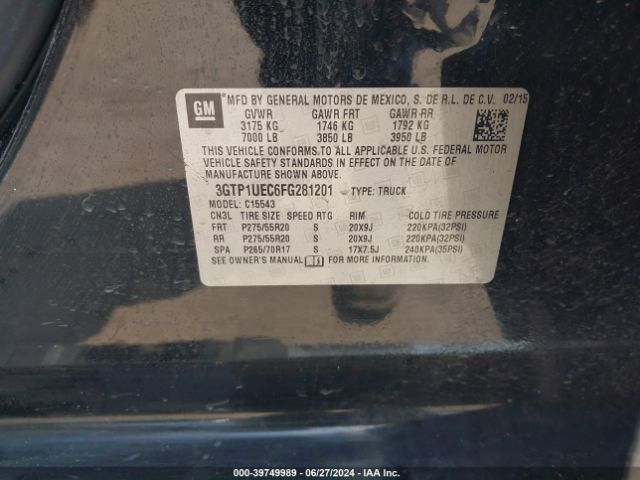 GM
MFD BY GENERAL MOTORS DE MEXICO, S. DE R.L. DE C.V. 02/15
GVWR GAWR FRT GAWR RR
3175 KG 1746 KG 1792 KG
7000 LB 3850 LB 3950 LB
THIS VEHICLE CONFORMS TO ALL APPLICABLE U.S. FEDERAL MOTOR
VEHICLE SAFETY STANDARDS IN EFFECT ON THE DATE OF
MANUFACTURE SHOWN ABOVE.
3GTP1UEC6FG281201 TYPE: TRUCK
MODEL: C15543
CN3L TIRE SIZE SPEED RTG RIM COLD TIRE PRESSURE
FRT P275/55R20 S 20X9J 220KPA(32PSI)
RR P275/55R20 S 20X9J 220KPA(32PSI)
SPA P265/70R17 S 17X7.5J 240KPA(35PSI)
SEE OWNER'S MANUAL FOR MORE INFORMATION.
000-39749989 - 06/27/2024 - IAA Inc.